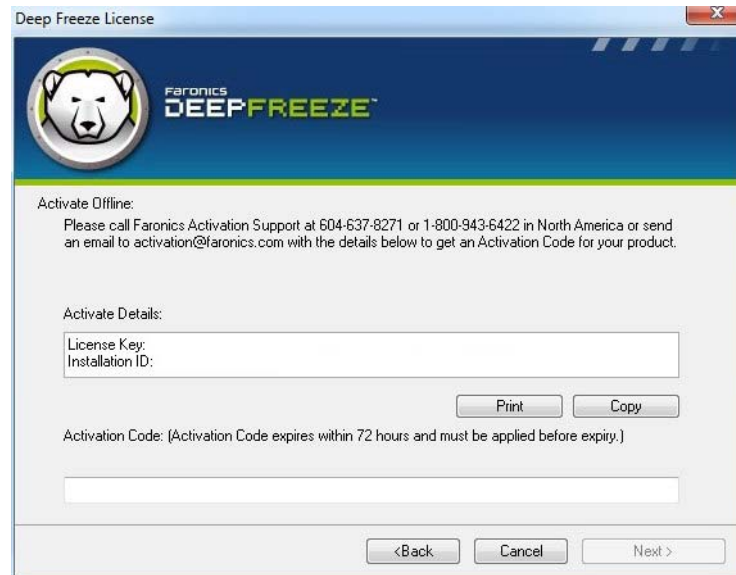 Deep Freeze License
Faronics
DEEPFREEZE™
Activate Offline:
Please call Faronics Activation Support at 604-637-8271 or 1-800-943-6422 in North America or send
an email to activation@faronics.com with the details below to get an Activation Code for your product.
Activate Details:
License Key:
Installation ID:
Print
Copy
Activation Code: (Activation Code expires within 72 hours and must be applied before expiry.)
<Back
Cancel
Next >